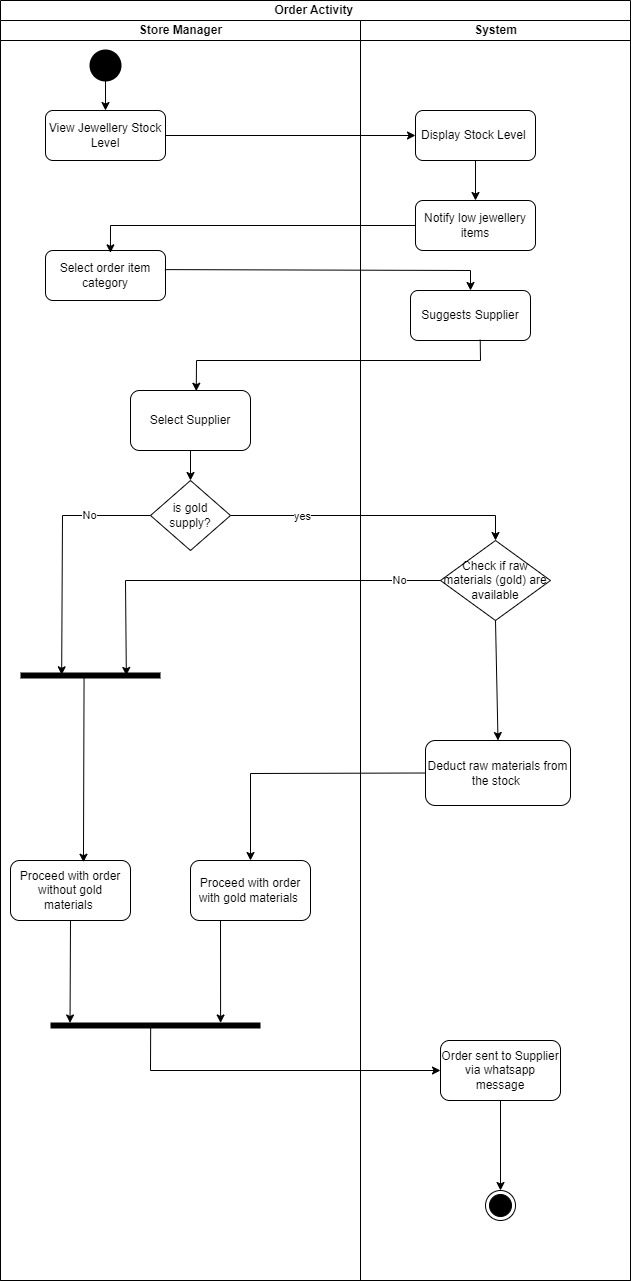 Order Activity
Store Manager
System
View Jewellery Stock
Level
Display Stock Level
Notify low jewellery
items
Select order item
category
Suggests Supplier
Select Supplier
is gold
supply?
No
yes
Check if raw
materials (gold) are
available
No
Deduct raw materials from
the stock
Proceed with order
without gold
materials
Proceed with order
with gold materials
Order sent to Supplier
via whatsapp
message